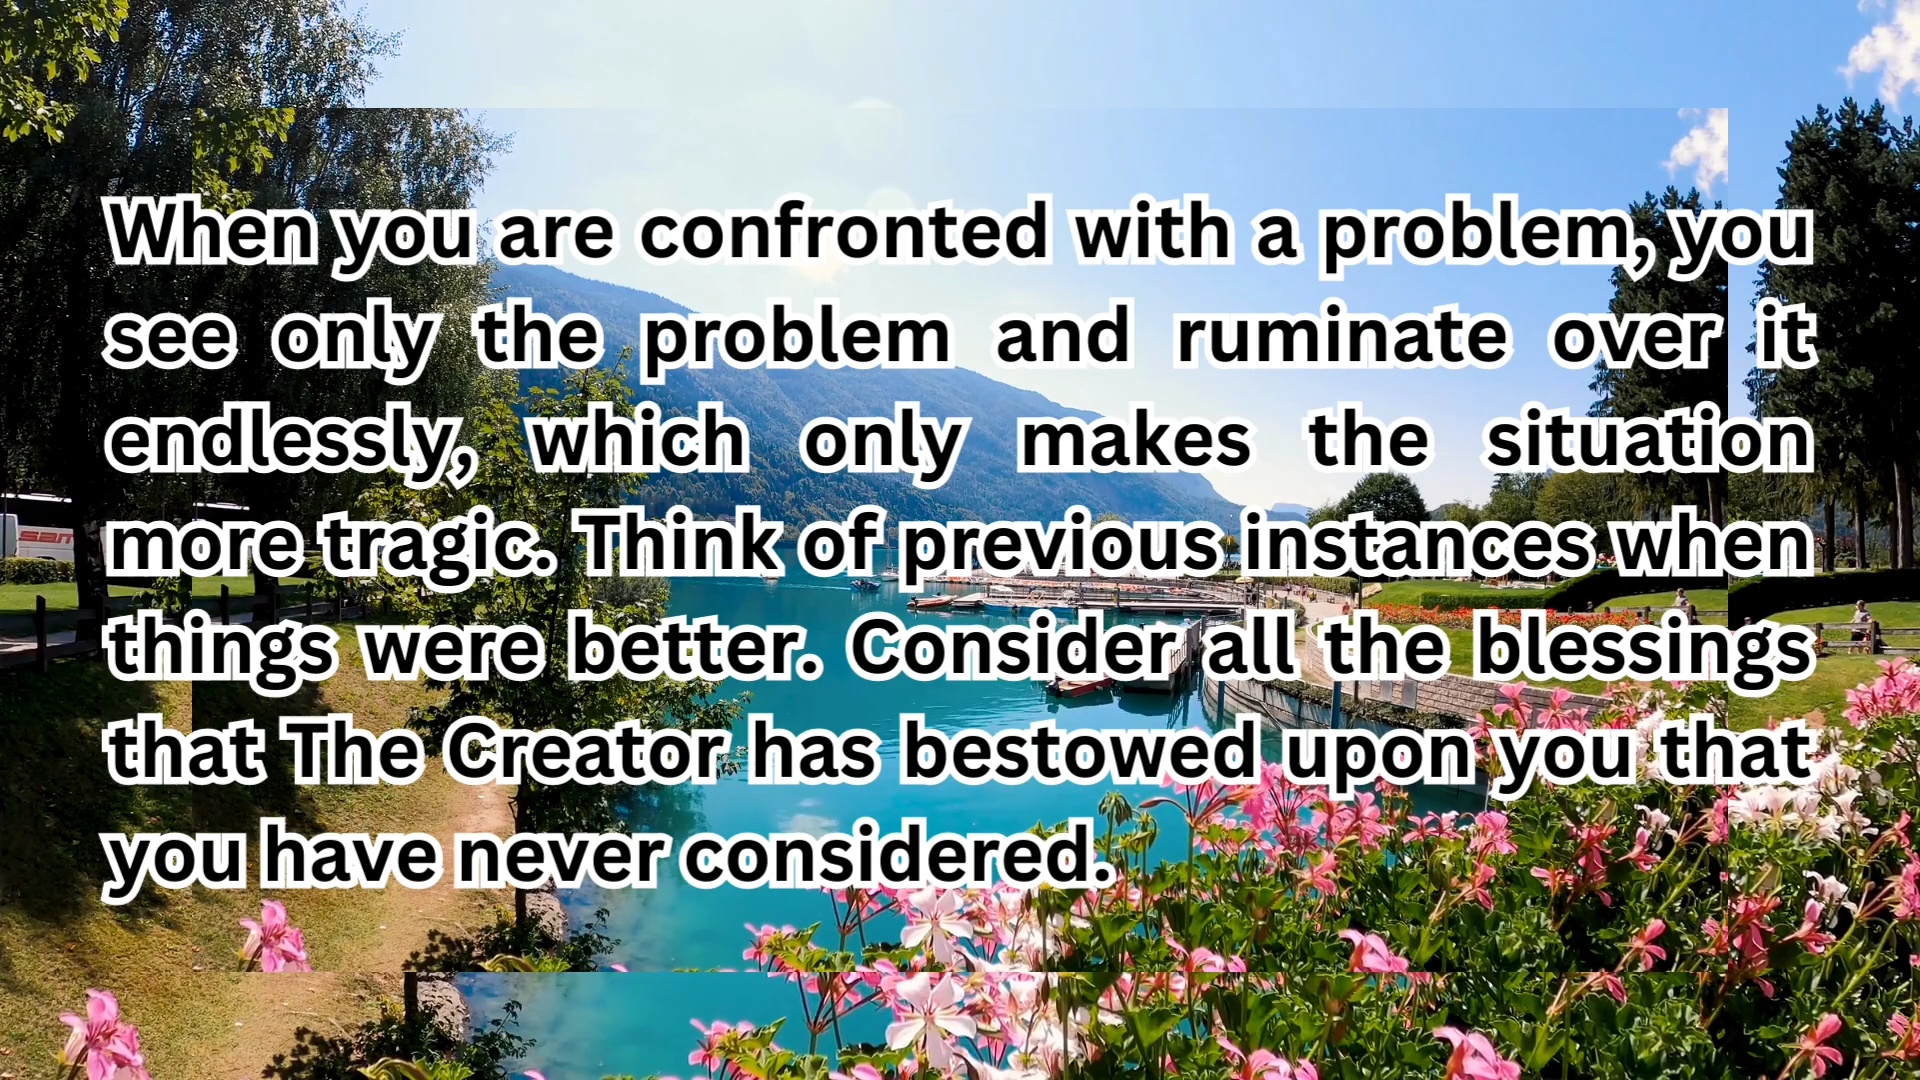 When you are confronted with a problem, you
see only the problem and ruminate over it
endlessly, which only makes the situation
more tragic. Think of previous instances when
things were better. Consider all the blessings
that The Creator has bestowed upon you that
you have never considered.